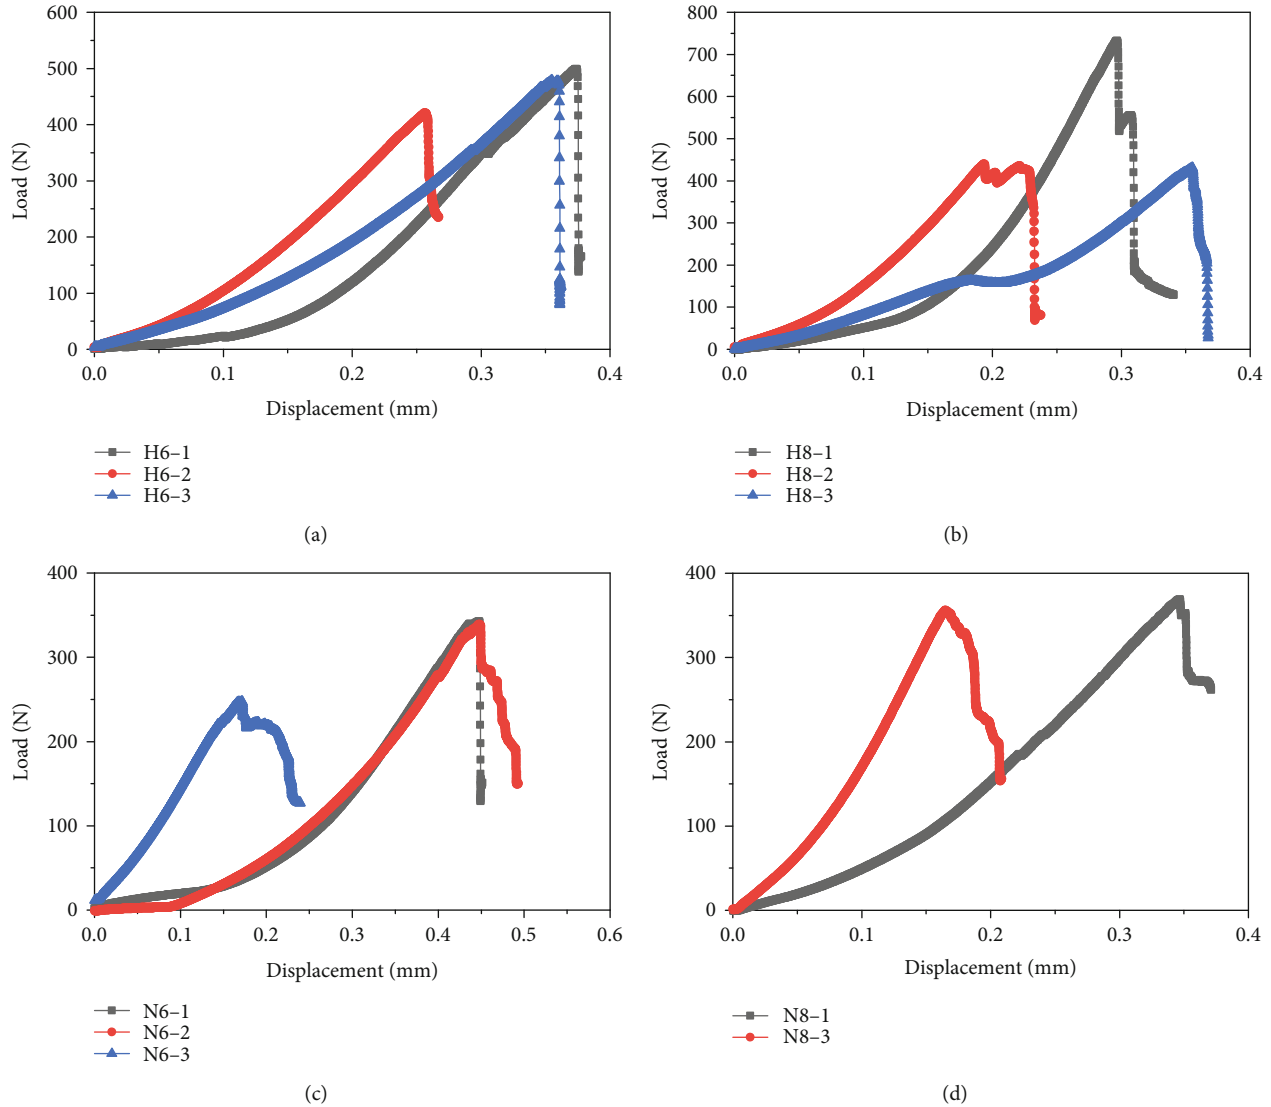 600
500
400
300
200
100
0
Load (N)
0.0 0.1 0.2 0.3 0.4
Displacement (mm)
H6–1
H6–2
H6–3
(a)
800
700
600
500
400
300
200
100
0
Load (N)
0.0 0.1 0.2 0.3 0.4
Displacement (mm)
H8–1
H8–2
H8–3
(b)
400
300
200
100
0
Load (N)
0.0 0.1 0.2 0.3 0.4 0.5 0.6
Displacement (mm)
N6–1
N6–2
N6–3
(c)
400
300
200
100
0
Load (N)
0.0 0.1 0.2 0.3 0.4
Displacement (mm)
N8–1
N8–3
(d)